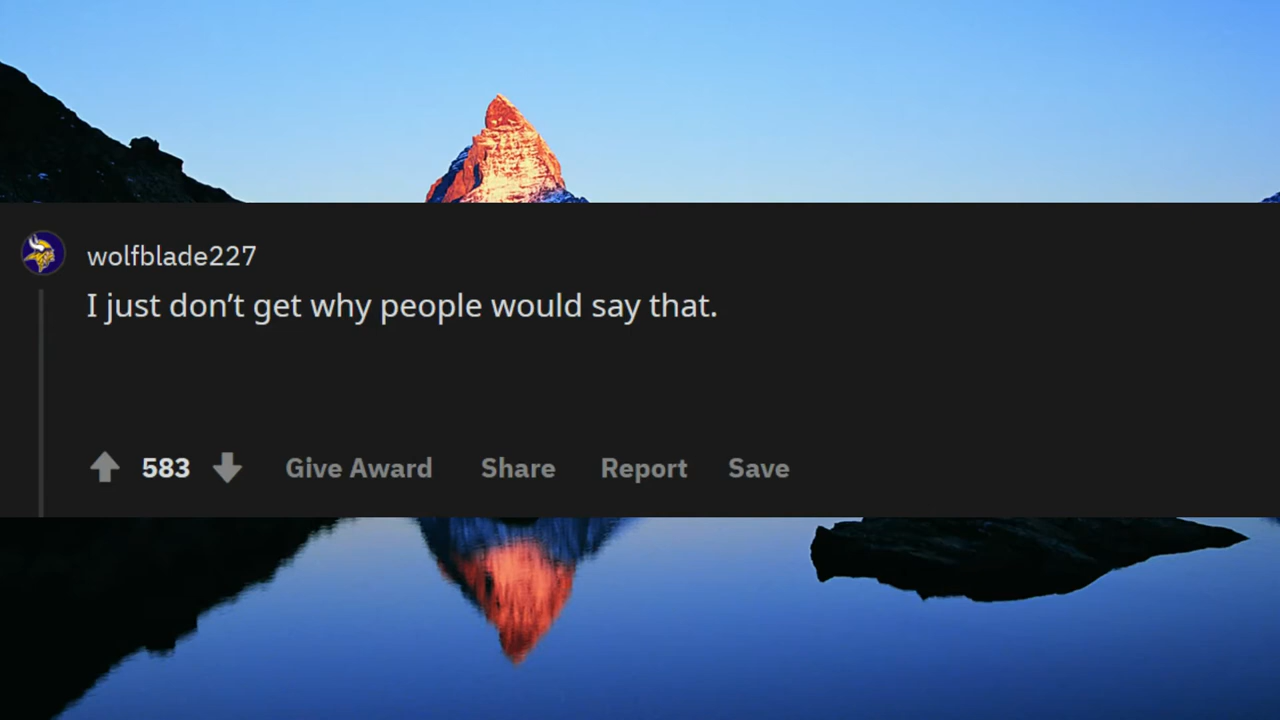 wolfblade227
I just don’t get why people would say that.
583 Give Award Share Report Save